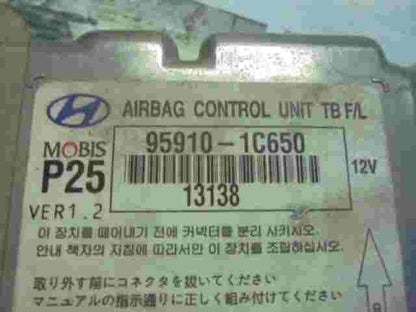 AIRBAG CONTROL UNIT TB F/L
MOBIS
P25
VER1.2
95910-1C650
13138
12V
이 장치를 떼어내기 전에 커넥터를 분리 시키시오.
안내 책자의 지침에 따라서만 이 장치를 조립하십시오.
取り外す前にコネクタを抜いてください
マニュアルの指示通りに正しく組み付けてください